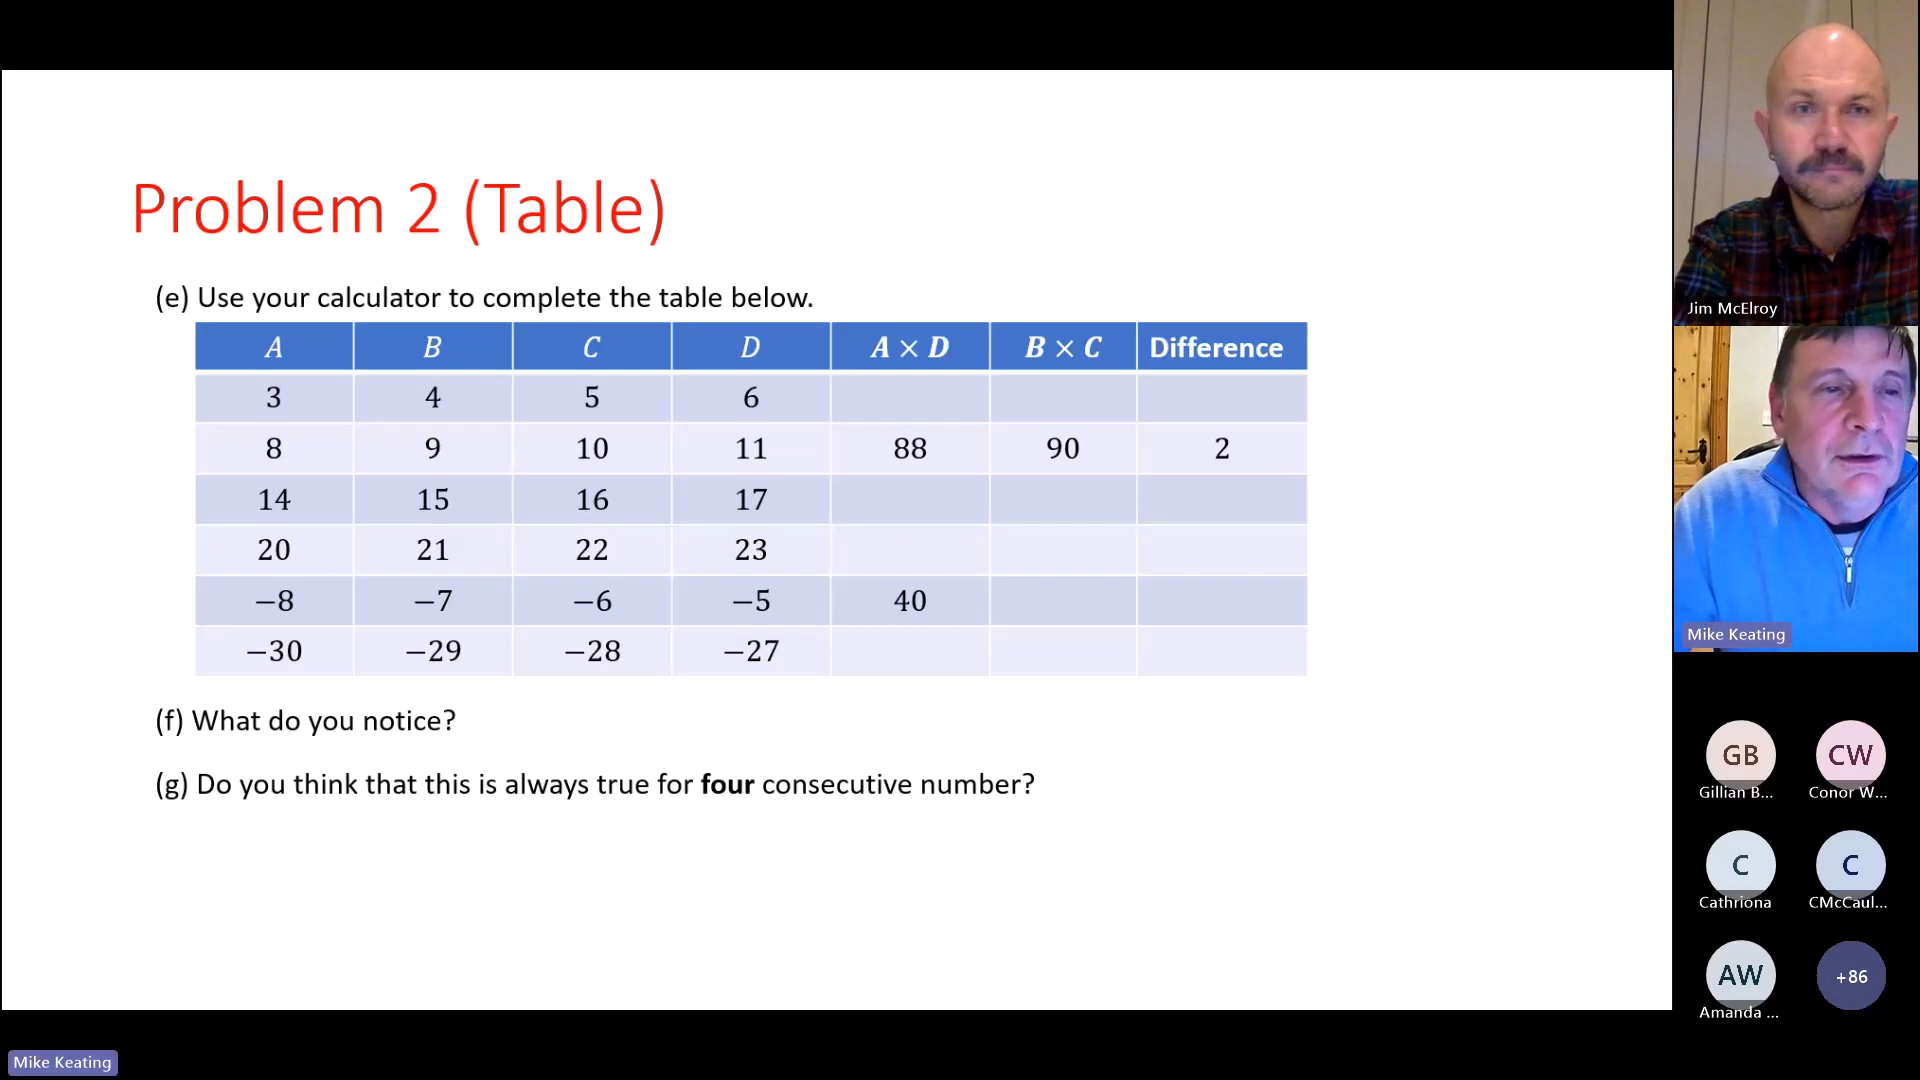 Problem 2 (Table)
(e) Use your calculator to complete the table below.
A B C D A × D B × C Difference
3 4 5 6
8 9 10 11 88 90 2
14 15 16 17
20 21 22 23
−8 −7 −6 −5 40
−30 −29 −28 −27
(f) What do you notice?
(g) Do you think that this is always true for four consecutive number?
Jim McElroy
Mike Keating
GB CW
Gillian B... Conor W...
C C
Cathriona CMcCaul...
AW +86
Amanda ...
Mike Keating